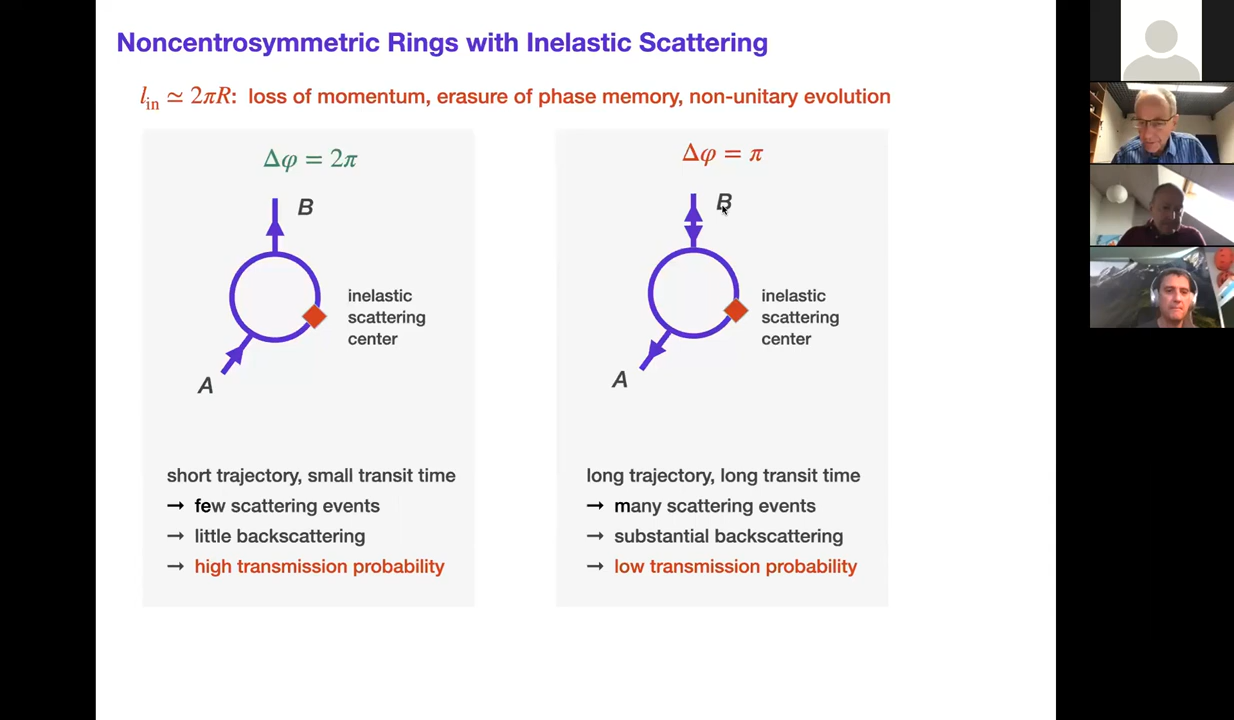 Noncentrosymmetric Rings with Inelastic Scattering
l_in ≃ 2πR: loss of momentum, erasure of phase memory, non-unitary evolution
Δφ = 2π
B
inelastic
scattering
center
A
short trajectory, small transit time
→ few scattering events
→ little backscattering
→ high transmission probability
Δφ = π
B
inelastic
scattering
center
A
long trajectory, long transit time
→ many scattering events
→ substantial backscattering
→ low transmission probability